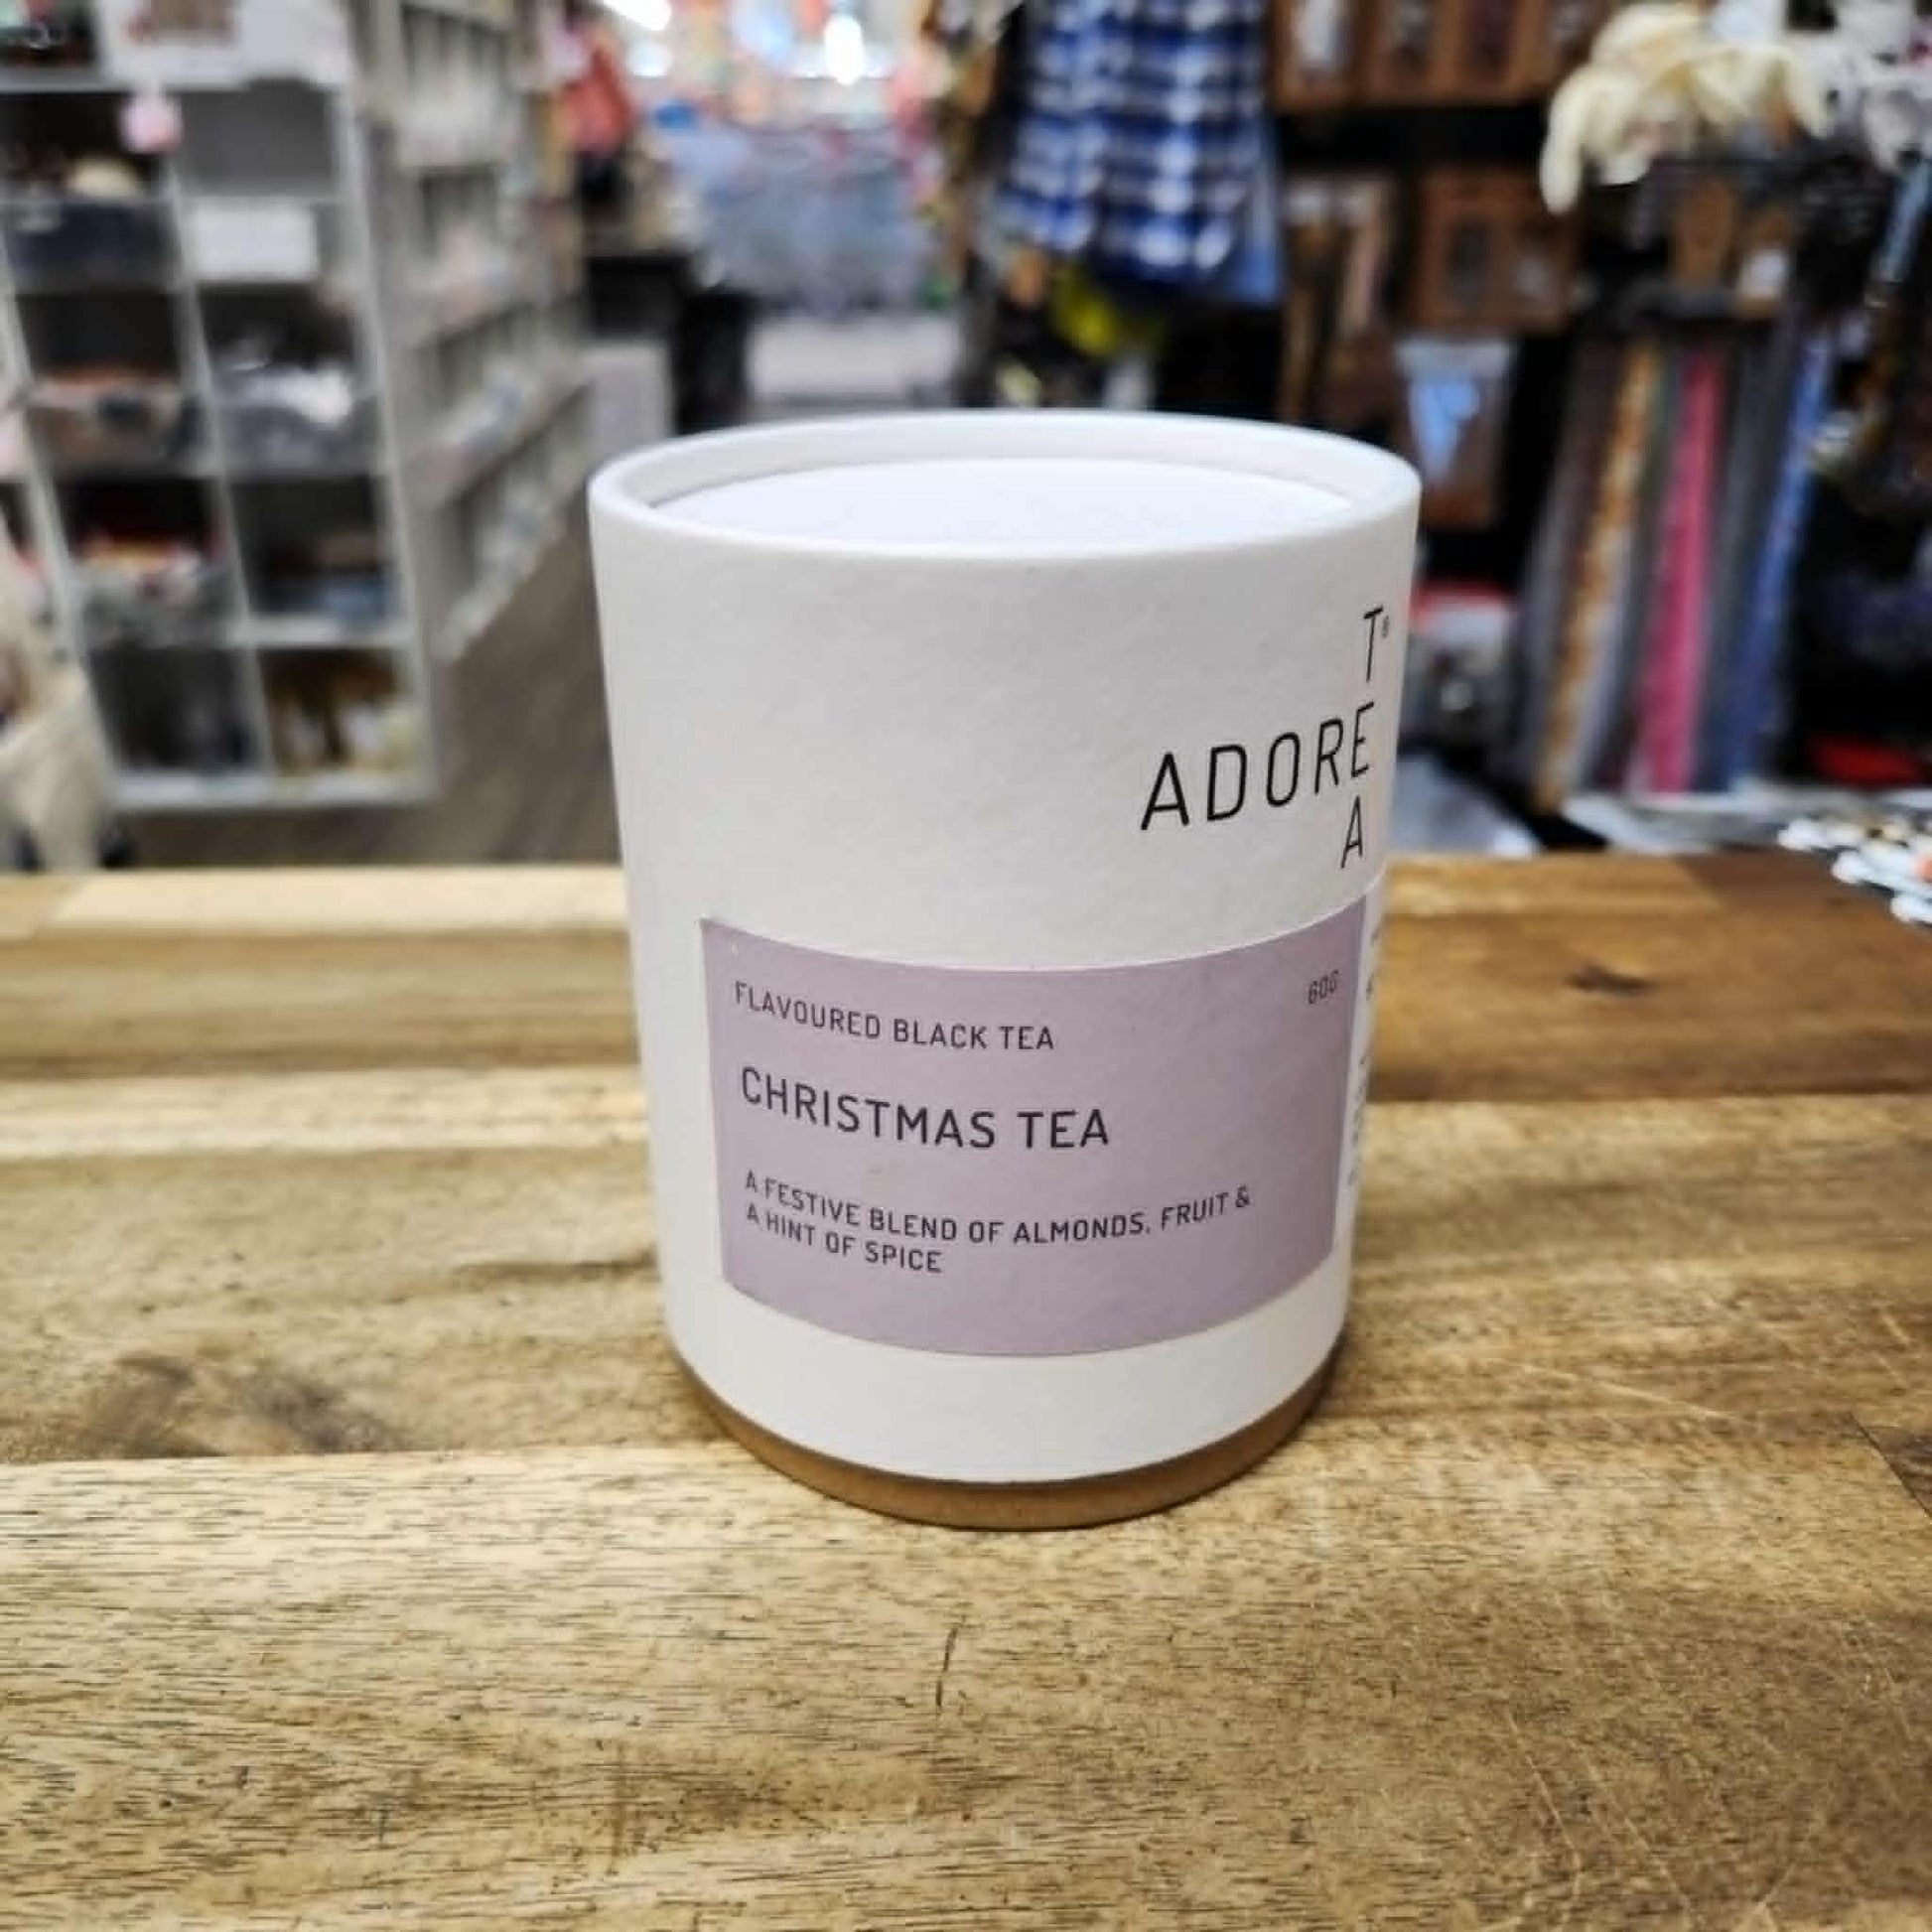 T®
ADORE
A
FLAVOURED BLACK TEA
60G
CHRISTMAS TEA
A FESTIVE BLEND OF ALMONDS, FRUIT &
A HINT OF SPICE